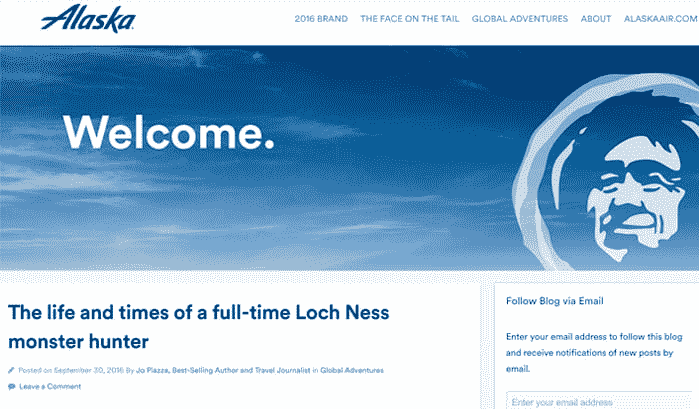 Alaska
2016 BRAND THE FACE ON THE TAIL GLOBAL ADVENTURES ABOUT ALASKAAIR.COM
Welcome.
The life and times of a full-time Loch Ness
monster hunter
Posted on September 30, 2016 By Jo Piazza, Best-Selling Author and Travel Journalist in Global Adventures
Leave a Comment
Follow Blog via Email
Enter your email address to follow this blog
and receive notifications of new posts by
email.
Enter your email address